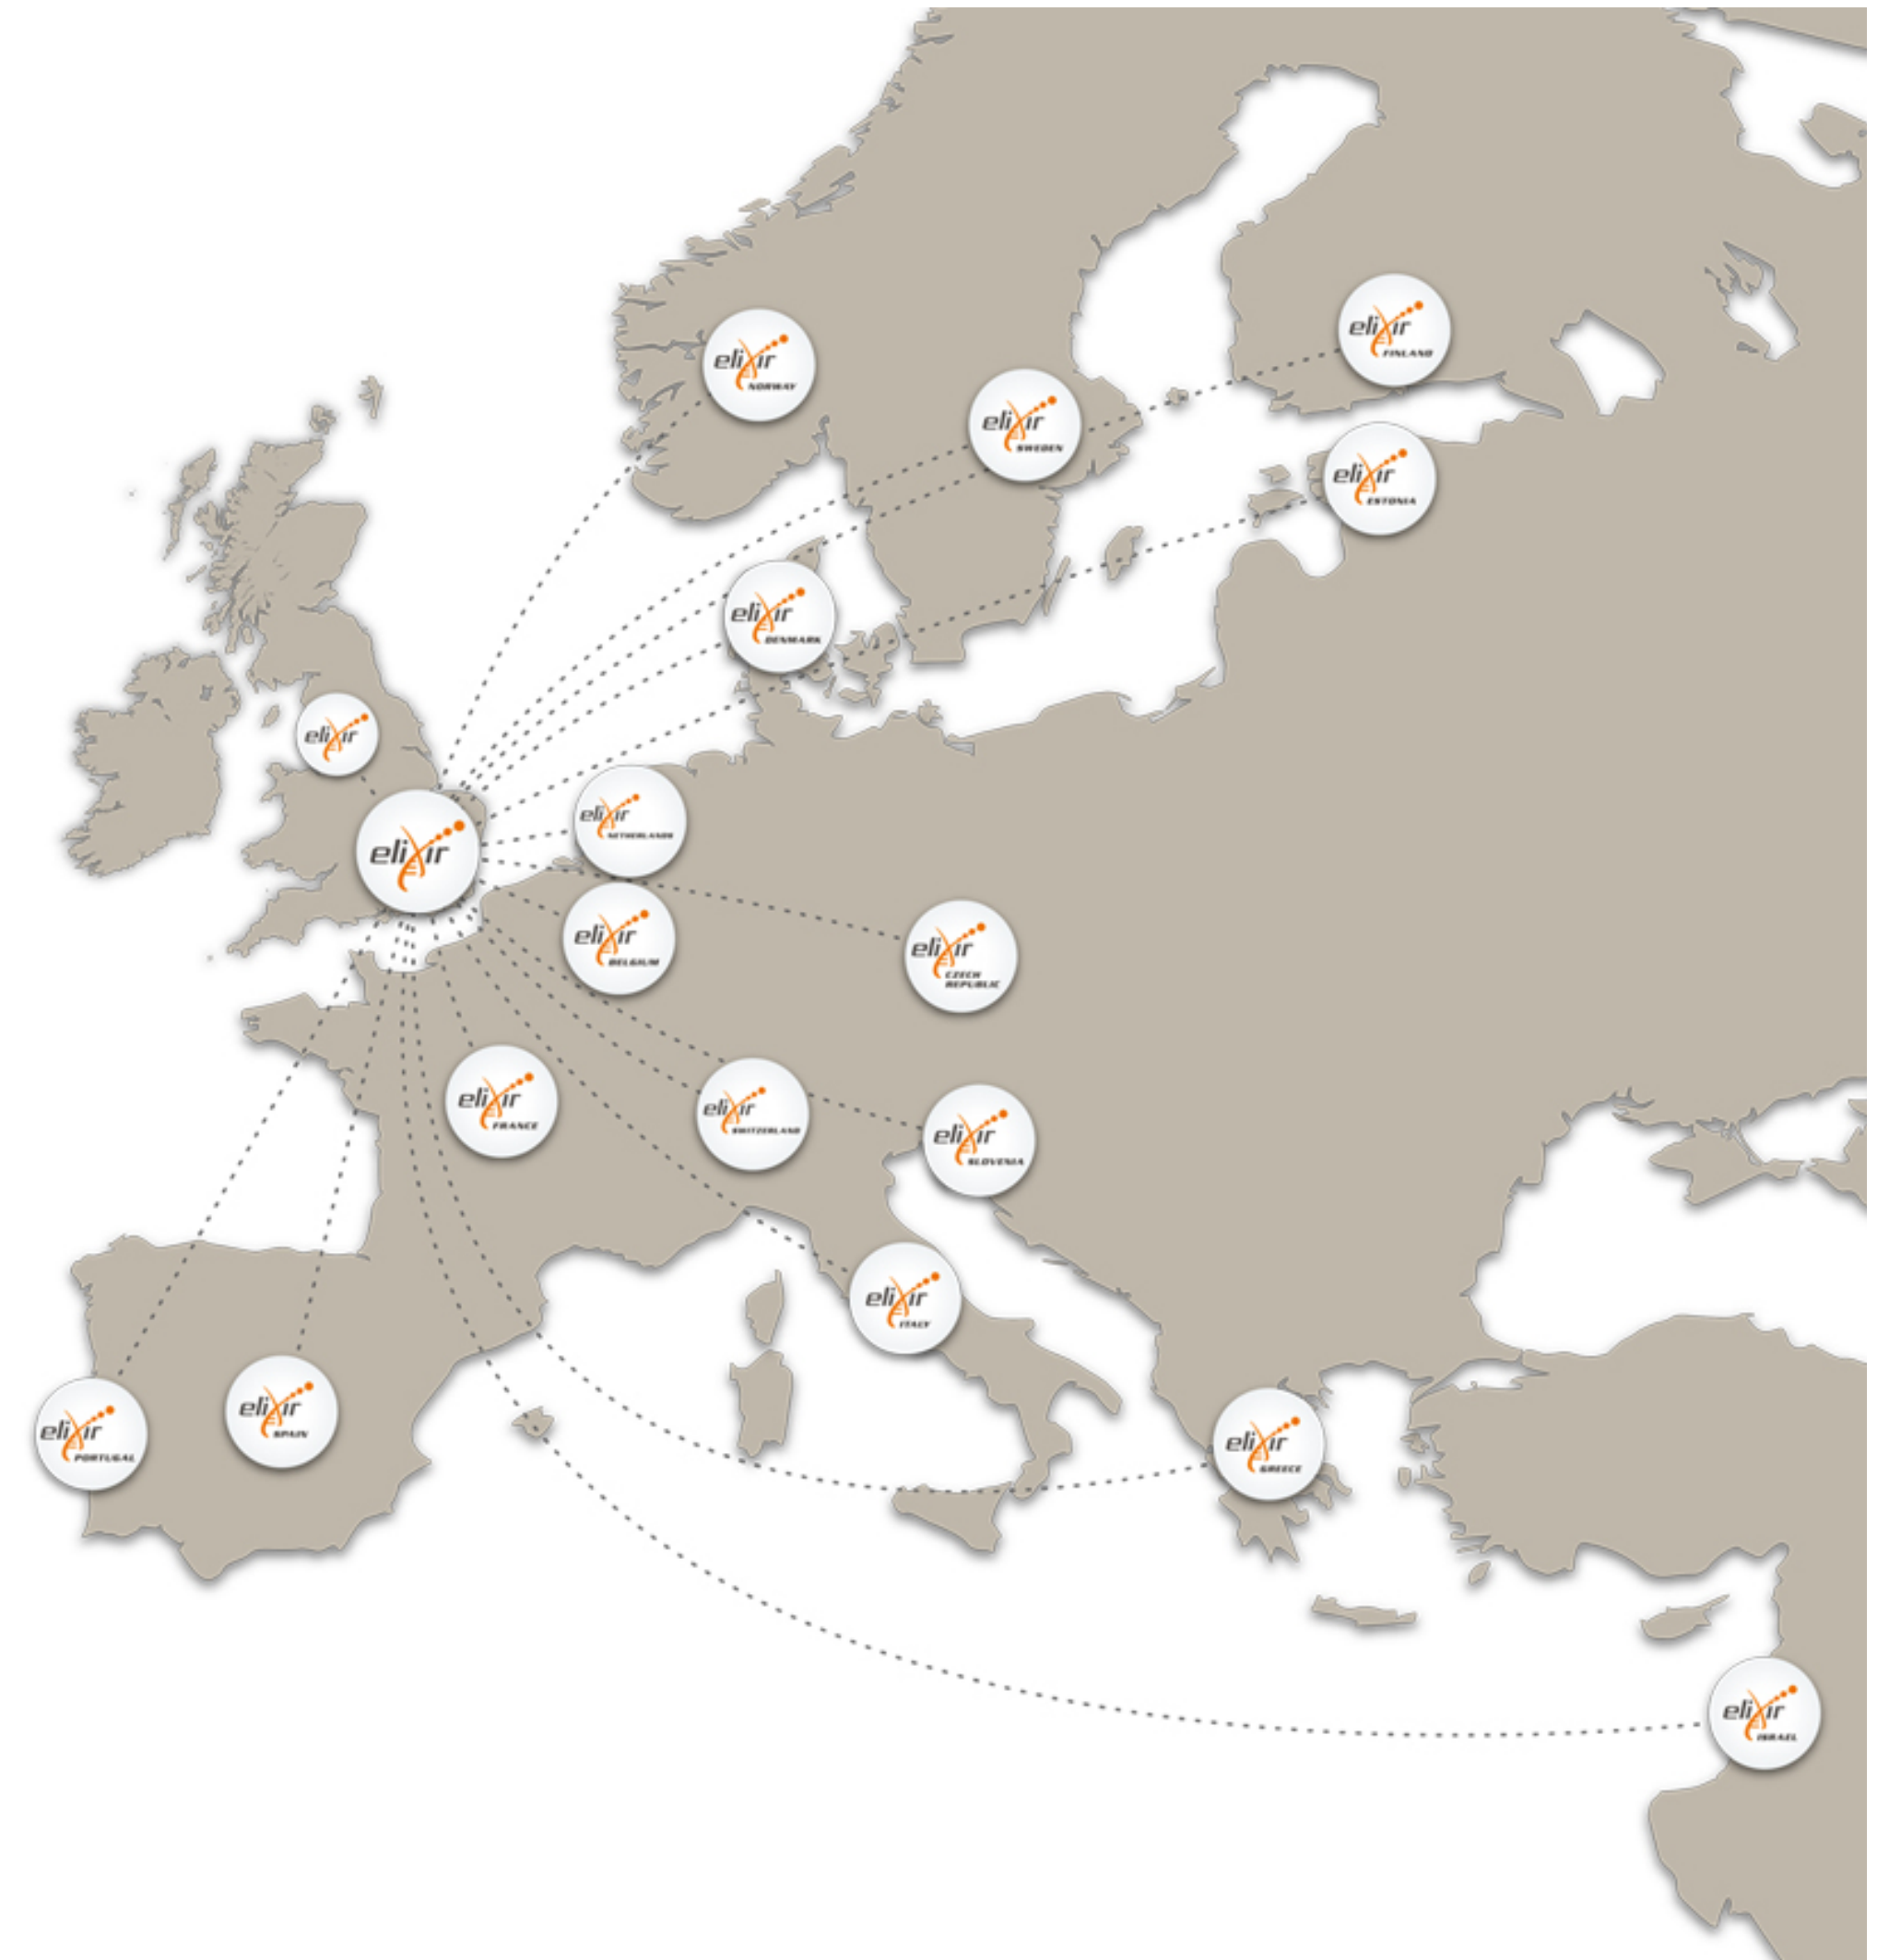 elixir
NORWAY
elixir
FINLAND
elixir
SWEDEN
elixir
ESTONIA
elixir
DENMARK
elixir
elixir
NETHERLANDS
elixir
elixir
BELGIUM
elixir
CZECH
REPUBLIC
elixir
FRANCE
elixir
SWITZERLAND
elixir
SLOVENIA
elixir
ITALY
elixir
PORTUGAL
elixir
SPAIN
elixir
GREECE
elixir
ISRAEL